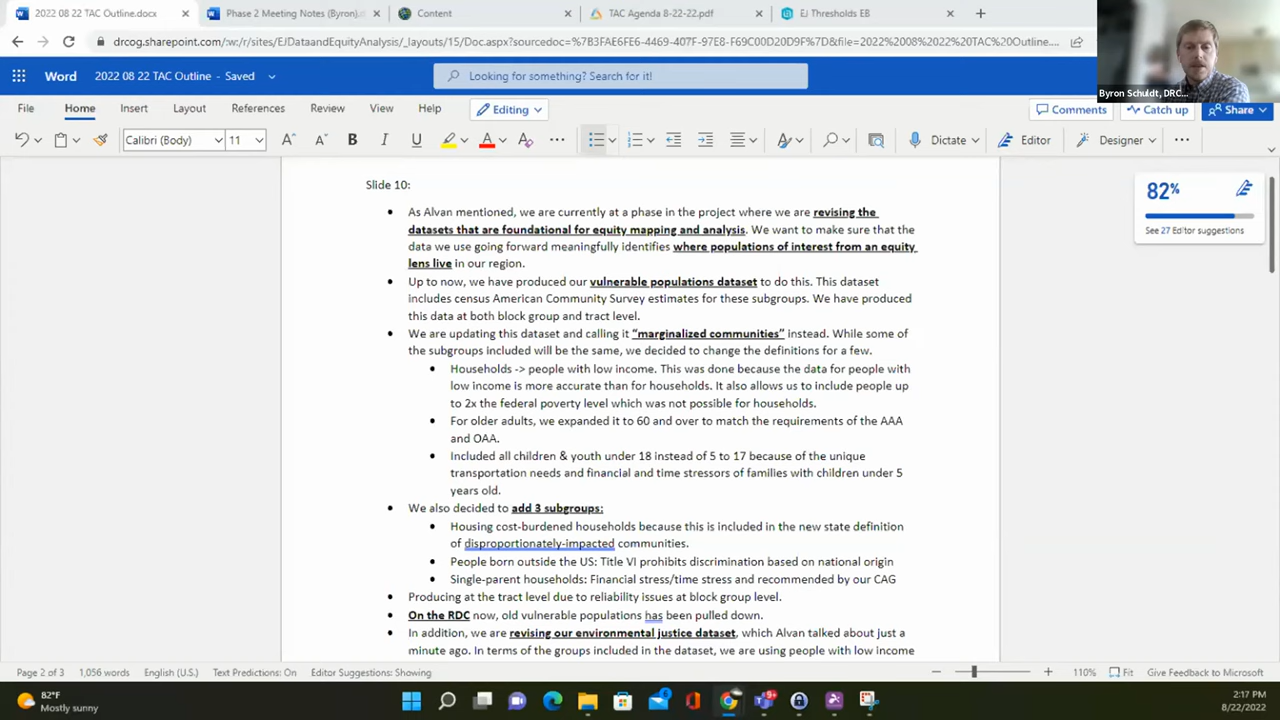 2022 08 22 TAC Outline.docx
Phase 2 Meeting Notes (Byron).d
Content
TAC Agenda 8-22-22.pdf
EJ Thresholds EB
drcog.sharepoint.com/:w:/r/sites/EJDataandEquityAnalysis/_layouts/15/Doc.aspx?sourcedoc=%7B3FAE6FE6-4469-407F-97E8-F69C00D20D9F%7D&file=2022%2008%2022%20TAC%20Outline....
Byron Schuldt, DRC...
Word 2022 08 22 TAC Outline - Saved
Looking for something? Search for it!
File Home Insert Layout References Review View Help Editing
Comments Catch up Share
Calibri (Body) 11
Dictate Editor Designer
82%
See 27 Editor suggestions
Slide 10:
• As Alvan mentioned, we are currently at a phase in the project where we are revising the
datasets that are foundational for equity mapping and analysis. We want to make sure that the
data we use going forward meaningfully identifies where populations of interest from an equity
lens live in our region.
• Up to now, we have produced our vulnerable populations dataset to do this. This dataset
includes census American Community Survey estimates for these subgroups. We have produced
this data at both block group and tract level.
• We are updating this dataset and calling it “marginalized communities” instead. While some of
the subgroups included will be the same, we decided to change the definitions for a few.
• Households -> people with low income. This was done because the data for people with
low income is more accurate than for households. It also allows us to include people up
to 2x the federal poverty level which was not possible for households.
• For older adults, we expanded it to 60 and over to match the requirements of the AAA
and OAA.
• Included all children & youth under 18 instead of 5 to 17 because of the unique
transportation needs and financial and time stressors of families with children under 5
years old.
• We also decided to add 3 subgroups:
• Housing cost-burdened households because this is included in the new state definition
of disproportionately-impacted communities.
• People born outside the US: Title VI prohibits discrimination based on national origin
• Single-parent households: Financial stress/time stress and recommended by our CAG
• Producing at the tract level due to reliability issues at block group level.
• On the RDC now, old vulnerable populations has been pulled down.
• In addition, we are revising our environmental justice dataset, which Alvan talked about just a
minute ago. In terms of the groups included in the dataset, we are using people with low income
Page 2 of 3 1,056 words English (U.S.) Text Predictions: On Editor Suggestions: Showing
110% Fit Give Feedback to Microsoft
82°F
Mostly sunny
2:17 PM
8/22/2022